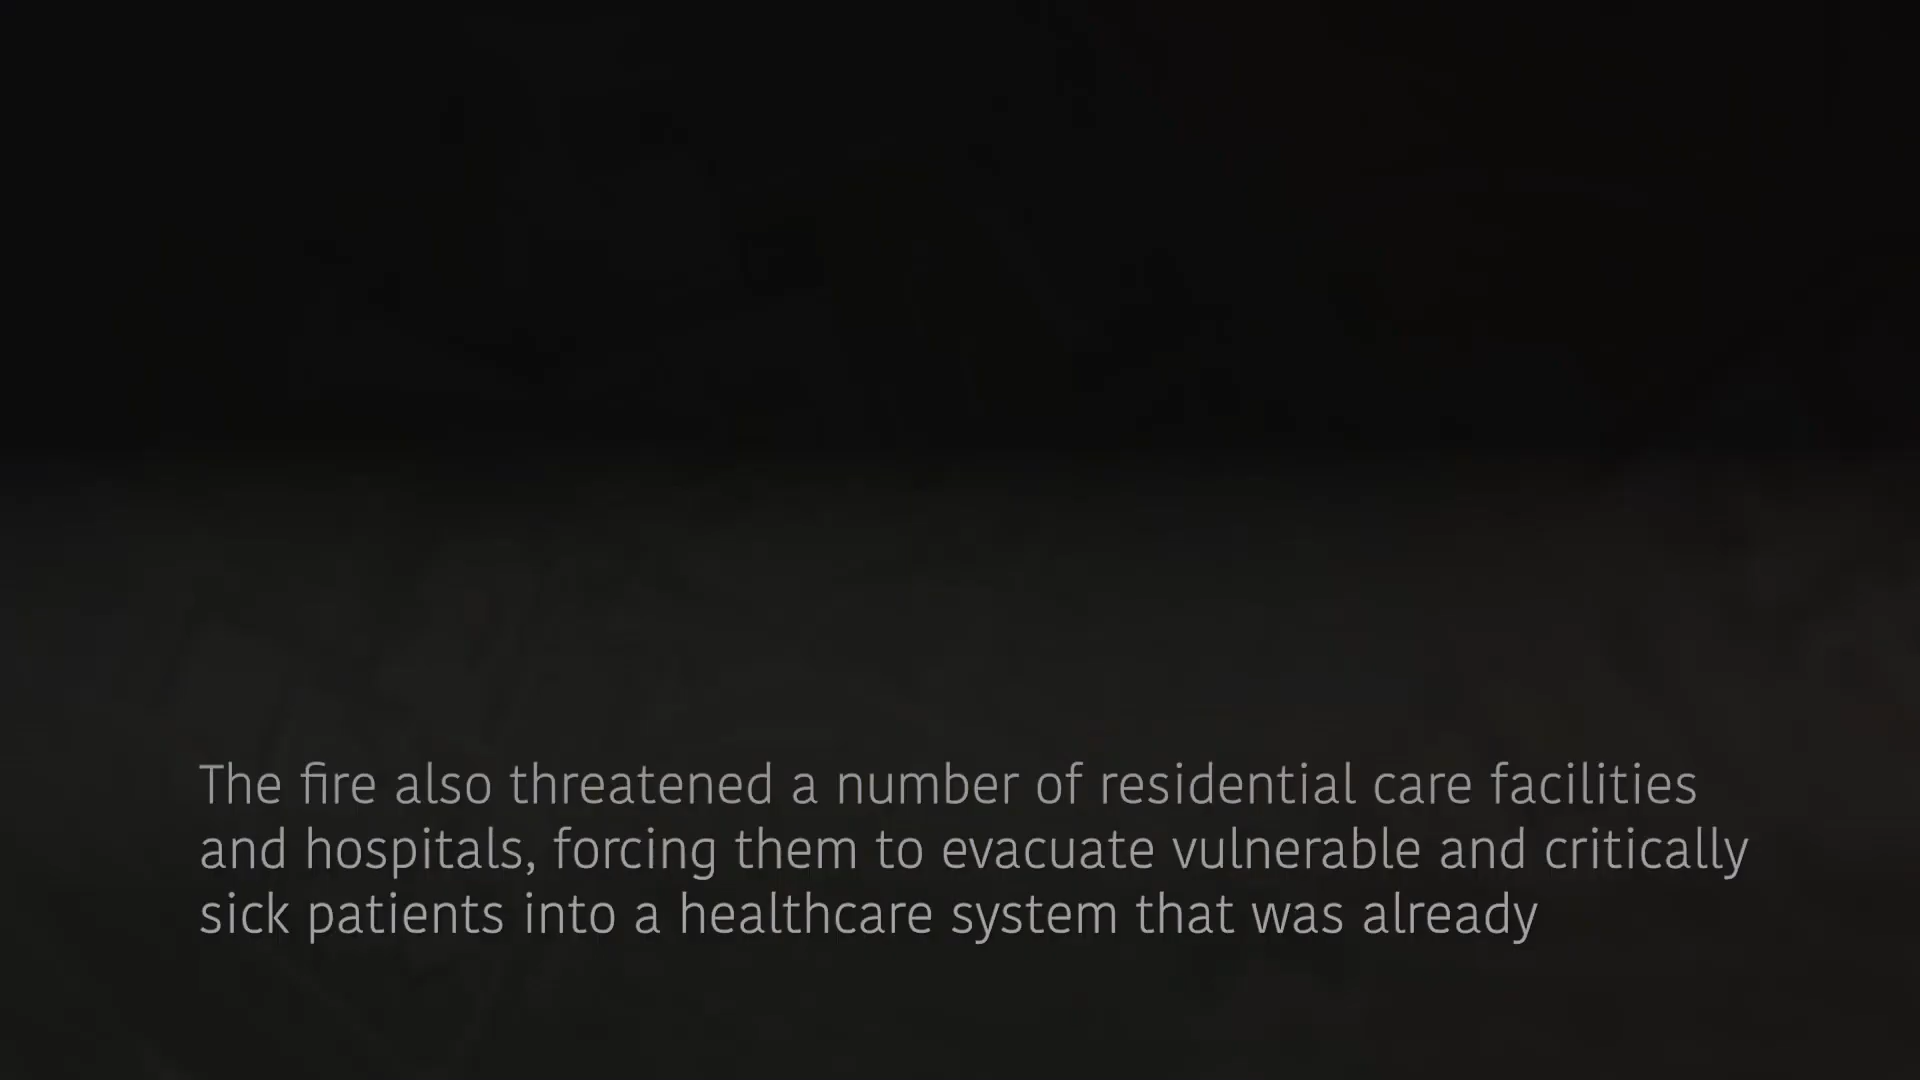 The fire also threatened a number of residential care facilities
and hospitals, forcing them to evacuate vulnerable and critically
sick patients into a healthcare system that was already